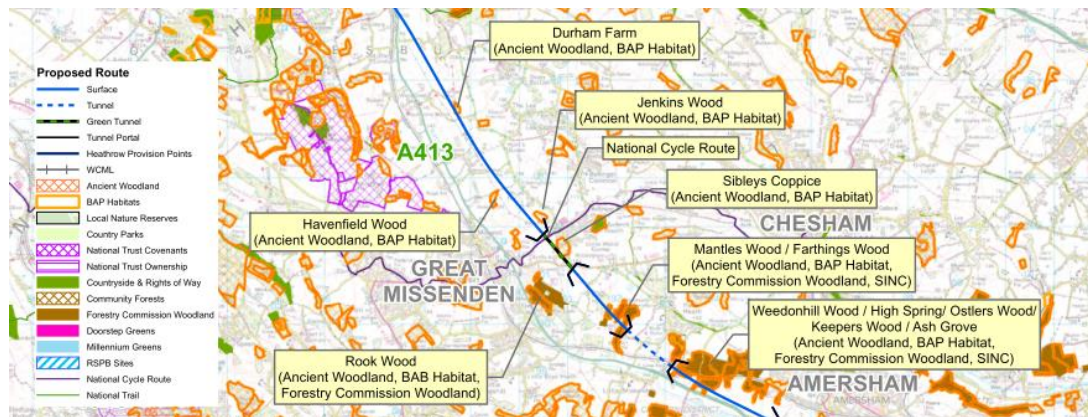 Proposed Route
Surface
Tunnel
Green Tunnel
Tunnel Portal
Heathrow Provision Points
WCML
Ancient Woodland
BAP Habitats
Local Nature Reserves
Country Parks
National Trust Covenants
National Trust Ownership
Countryside & Rights of Way
Community Forests
Forestry Commission Woodland
Doorstep Greens
Millennium Greens
RSPB Sites
National Cycle Route
National Trail
Durham Farm
(Ancient Woodland, BAP Habitat)
Jenkins Wood
(Ancient Woodland, BAP Habitat)
A413
National Cycle Route
Sibleys Coppice
(Ancient Woodland, BAP Habitat)
Havenfield Wood
(Ancient Woodland, BAP Habitat)
CHESHAM
GREAT
MISSENDEN
Mantles Wood / Farthings Wood
(Ancient Woodland, BAP Habitat,
Forestry Commission Woodland, SINC)
Weedonhill Wood / High Spring/ Ostlers Wood/
Keepers Wood / Ash Grove
(Ancient Woodland, BAP Habitat,
Forestry Commission Woodland, SINC)
Rook Wood
(Ancient Woodland, BAB Habitat,
Forestry Commission Woodland)
AMERSHAM
AMERSHAM